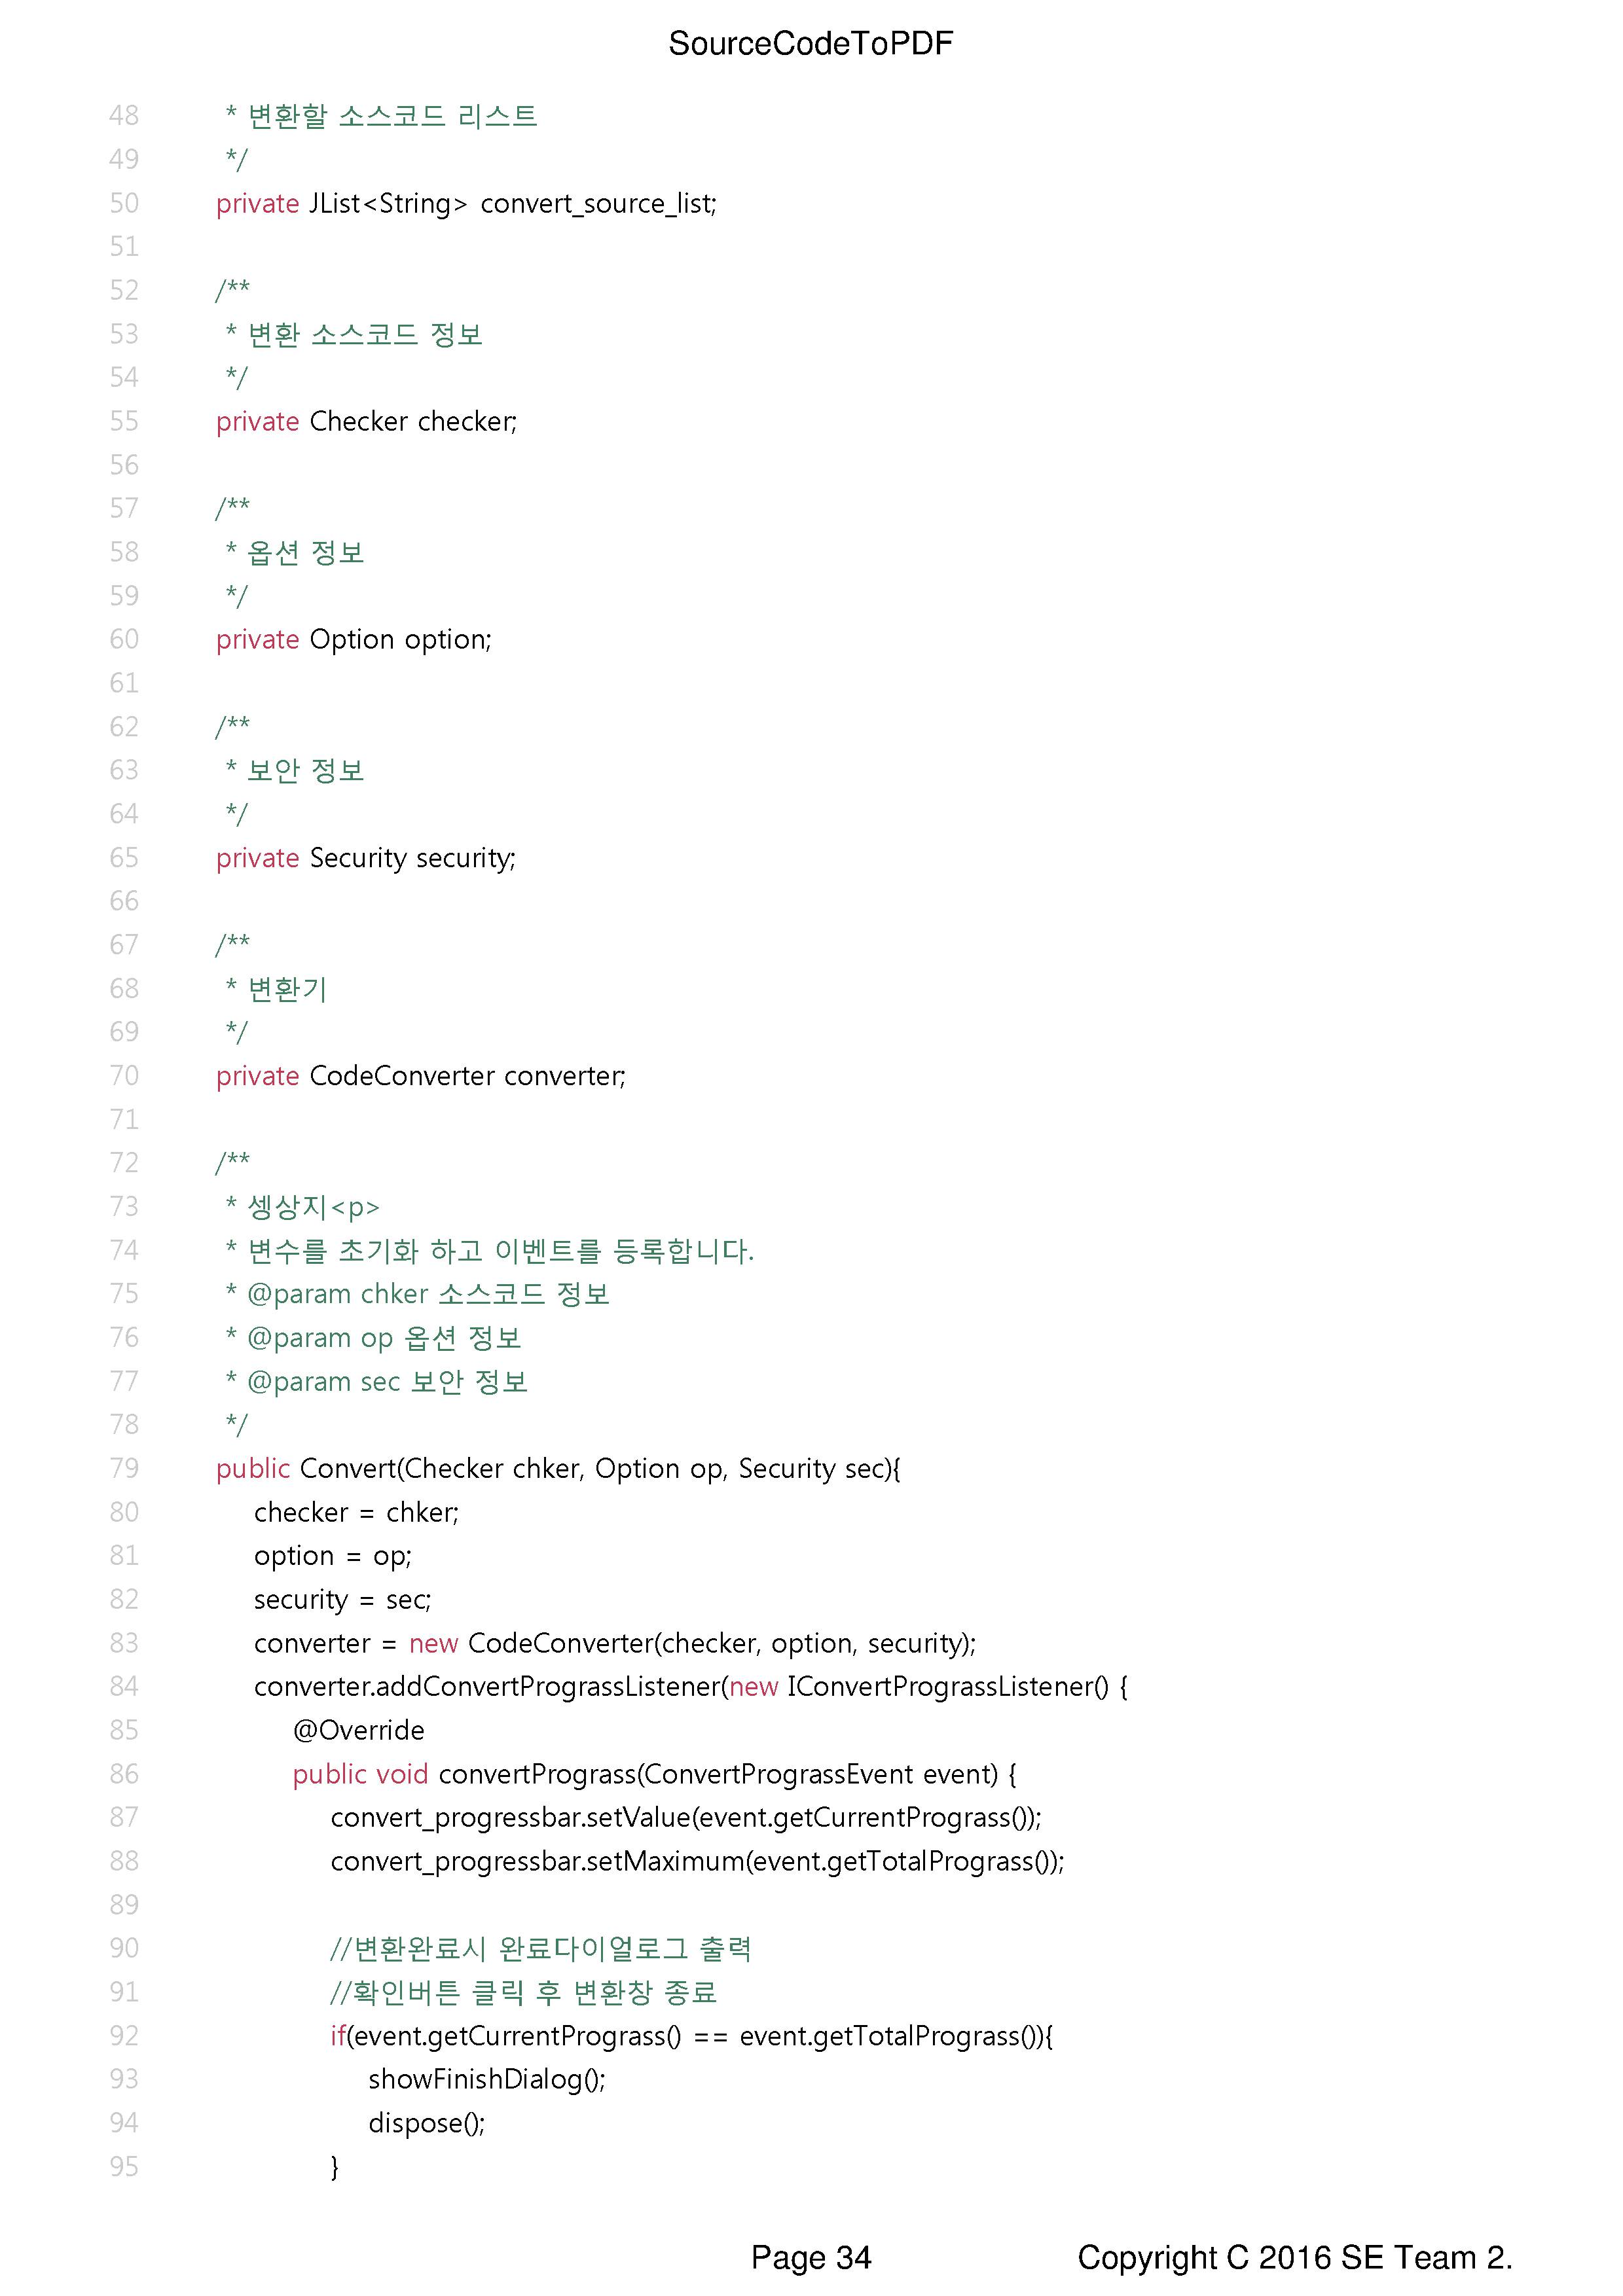 SourceCodeToPDF
48 * 변환할 소스코드 리스트
49 */
50 private JList<String> convert_source_list;
51
52 /**
53 * 변환 소스코드 정보
54 */
55 private Checker checker;
56
57 /**
58 * 옵션 정보
59 */
60 private Option option;
61
62 /**
63 * 보안 정보
64 */
65 private Security security;
66
67 /**
68 * 변환기
69 */
70 private CodeConverter converter;
71
72 /**
73 * 셍상지<p>
74 * 변수를 초기화 하고 이벤트를 등록합니다.
75 * @param chker 소스코드 정보
76 * @param op 옵션 정보
77 * @param sec 보안 정보
78 */
79 public Convert(Checker chker, Option op, Security sec){
80 checker = chker;
81 option = op;
82 security = sec;
83 converter = new CodeConverter(checker, option, security);
84 converter.addConvertPrograssListener(new IConvertPrograssListener() {
85 @Override
86 public void convertPrograss(ConvertPrograssEvent event) {
87 convert_progressbar.setValue(event.getCurrentPrograss());
88 convert_progressbar.setMaximum(event.getTotalPrograss());
89
90 //변환완료시 완료다이얼로그 출력
91 //확인버튼 클릭 후 변환창 종료
92 if(event.getCurrentPrograss() == event.getTotalPrograss()){
93 showFinishDialog();
94 dispose();
95 }
Page 34 Copyright C 2016 SE Team 2.